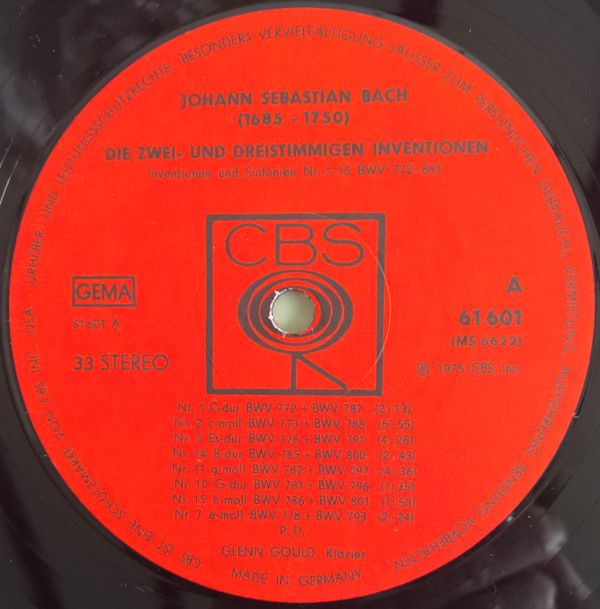 URHEBER- UND LEISTUNGSSCHUTZRECHTE, BESONDERS VERVIELFÄLTIGUNG (AUSSER ZUM PERSÖNLICHEN GEBRAUCH), VERMIETUNG, AUFFÜHRUNG, SENDUNG VORBEHALTEN
JOHANN SEBASTIAN BACH
(1685 - 1750)
DIE ZWEI- UND DREISTIMMIGEN INVENTIONEN
Inventionen und Sinfonien Nr. 1-15, BWV 772-801
CBS
GEMA
61601 A
33 STEREO
A
61 601
(MS 6622)
℗ 1975 CBS, Inc.
Nr. 1 C-dur BWV 772 + BWV 787 (2:13)
Nr. 2 c-moll BWV 773 + BWV 788 (5:55)
Nr. 5 Es-dur BWV 776 + BWV 791 (4:28)
Nr. 14 B-dur BWV 785 + BWV 800 (2:43)
Nr. 11 g-moll BWV 782 + BWV 797 (4:36)
Nr. 10 G-dur BWV 781 + BWV 796 (1:35)
Nr. 15 h-moll BWV 786 + BWV 801 (1:53)
Nr. 7 e-moll BWV 778 + BWV 793 (2:24)
P. D.
GLENN GOULD, Klavier
CBS IST EINE SCHUTZMARKE VON CBS INC., USA
· MADE IN GERMANY ·